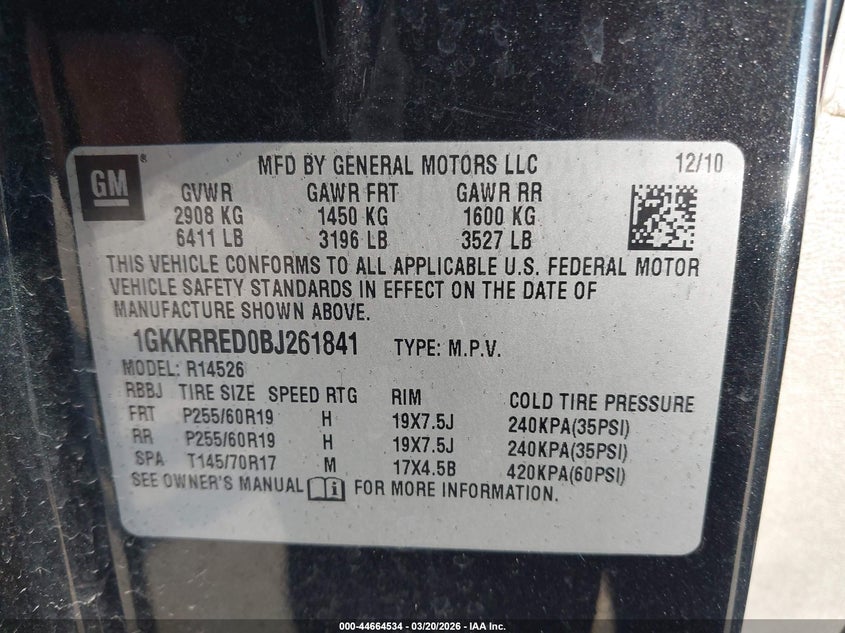 GM ® MFD BY GENERAL MOTORS LLC 12/10
GVWR GAWR FRT GAWR RR
2908 KG 1450 KG 1600 KG
6411 LB 3196 LB 3527 LB
THIS VEHICLE CONFORMS TO ALL APPLICABLE U.S. FEDERAL MOTOR
VEHICLE SAFETY STANDARDS IN EFFECT ON THE DATE OF
MANUFACTURE SHOWN ABOVE.
1GKKRRED0BJ261841 TYPE: M.P.V.
MODEL: R14526
RBBJ TIRE SIZE SPEED RTG RIM COLD TIRE PRESSURE
FRT P255/60R19 H 19X7.5J 240KPA(35PSI)
RR P255/60R19 H 19X7.5J 240KPA(35PSI)
SPA T145/70R17 M 17X4.5B 420KPA(60PSI)
SEE OWNER'S MANUAL FOR MORE INFORMATION.
000-44664534 - 03/20/2026 - IAA Inc.